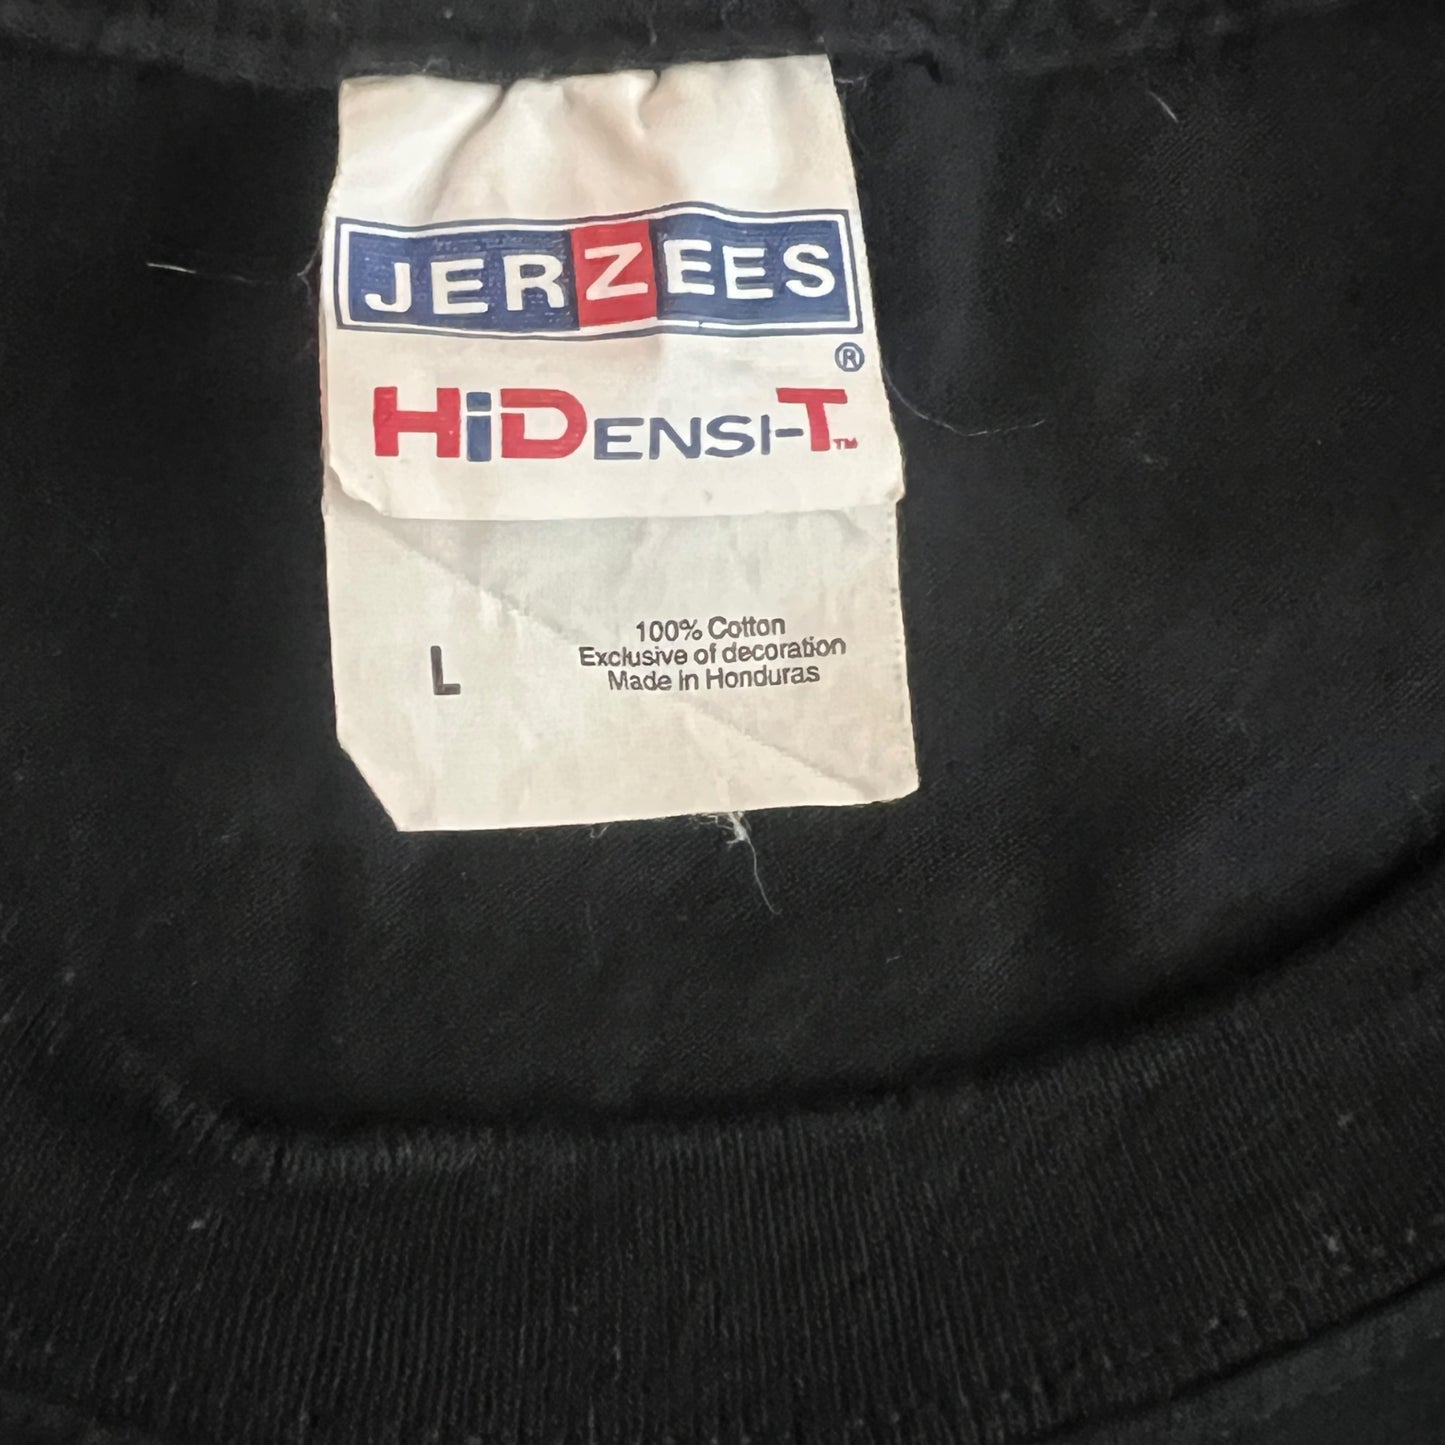 JERZEES
®
HiDENSI-T™
L
100% Cotton
Exclusive of decoration
Made in Honduras